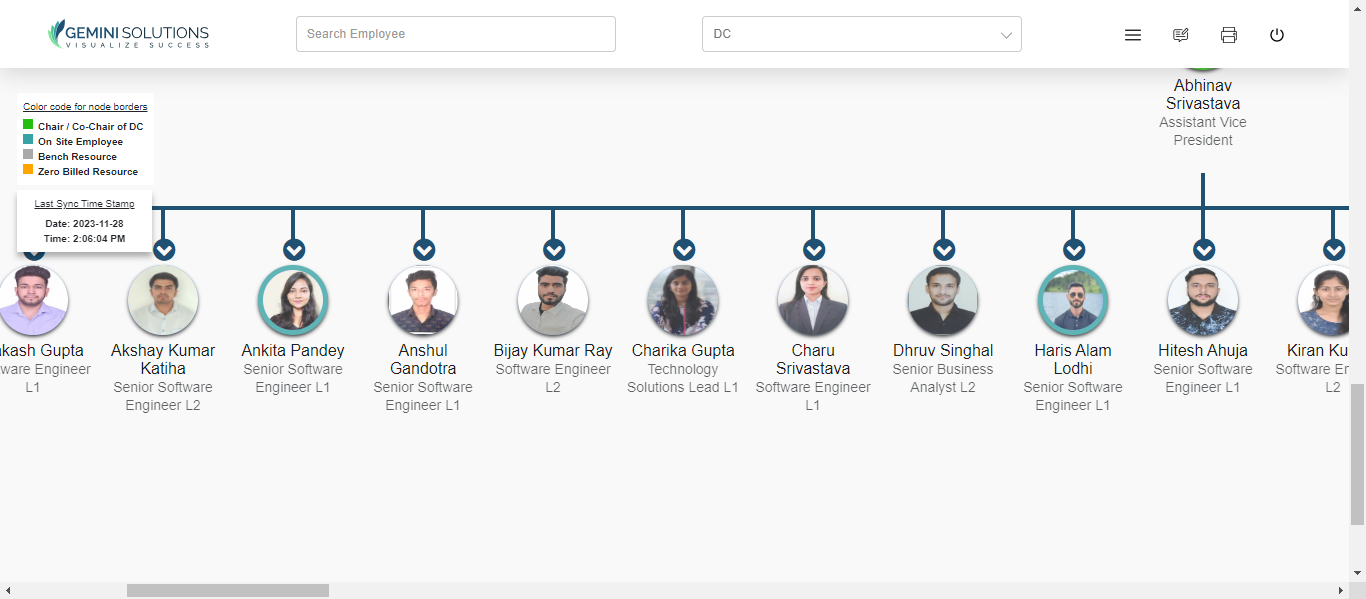 GEMINI SOLUTIONS
VISUALIZE SUCCESS
Search Employee
DC
Abhinav
Srivastava
Assistant Vice
President
Color code for node borders
Chair / Co-Chair of DC
On Site Employee
Bench Resource
Zero Billed Resource
Last Sync Time Stamp
Date: 2023-11-28
Time: 2:06:04 PM
kash Gupta
ware Engineer
L1
Akshay Kumar
Katiha
Senior Software
Engineer L2
Ankita Pandey
Senior Software
Engineer L1
Anshul
Gandotra
Senior Software
Engineer L1
Bijay Kumar Ray
Software Engineer
L2
Charika Gupta
Technology
Solutions Lead L1
Charu
Srivastava
Software Engineer
L1
Dhruv Singhal
Senior Business
Analyst L2
Haris Alam
Lodhi
Senior Software
Engineer L1
Hitesh Ahuja
Senior Software
Engineer L1
Kiran Ku
Software En
L2